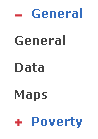 − General
General
Data
Maps
+ Poverty